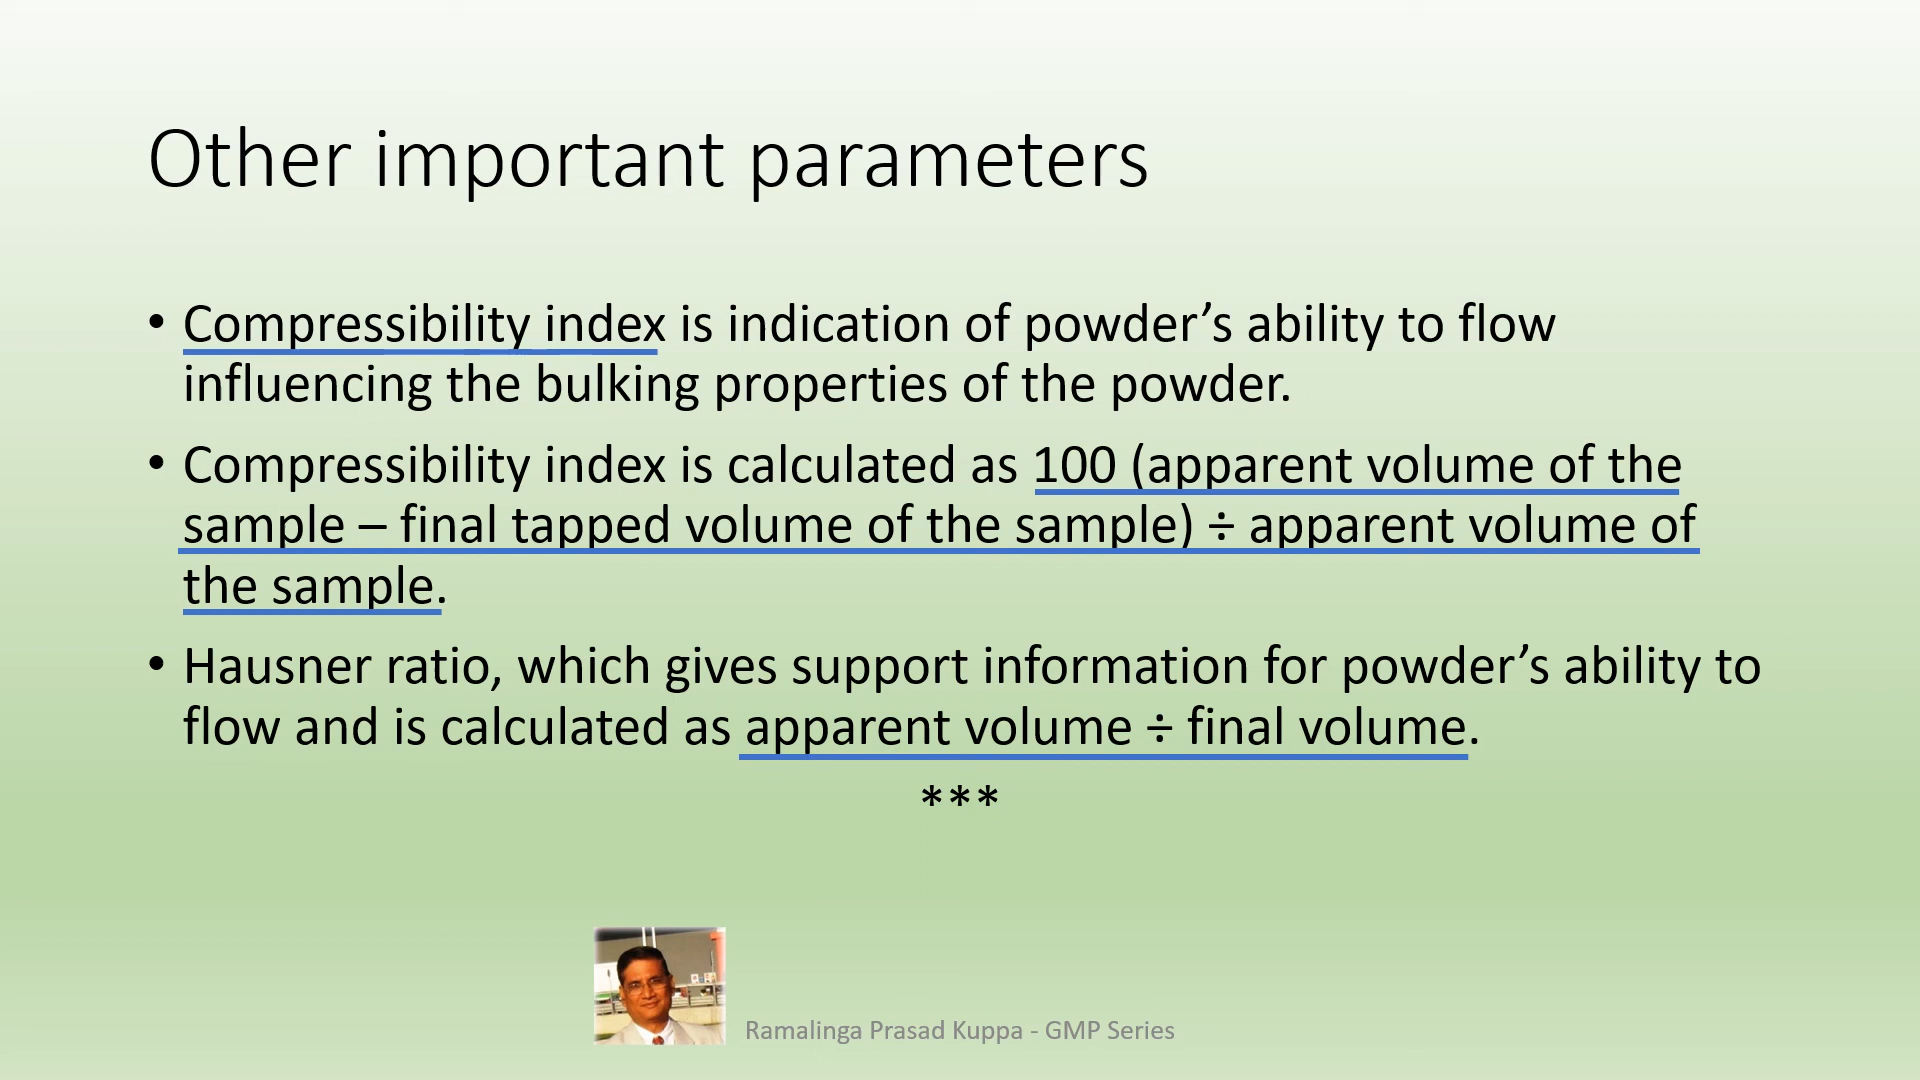 Other important parameters
• Compressibility index is indication of powder’s ability to flow
influencing the bulking properties of the powder.
• Compressibility index is calculated as 100 (apparent volume of the
sample – final tapped volume of the sample) ÷ apparent volume of
the sample.
• Hausner ratio, which gives support information for powder’s ability to
flow and is calculated as apparent volume ÷ final volume.
***
Ramalinga Prasad Kuppa - GMP Series